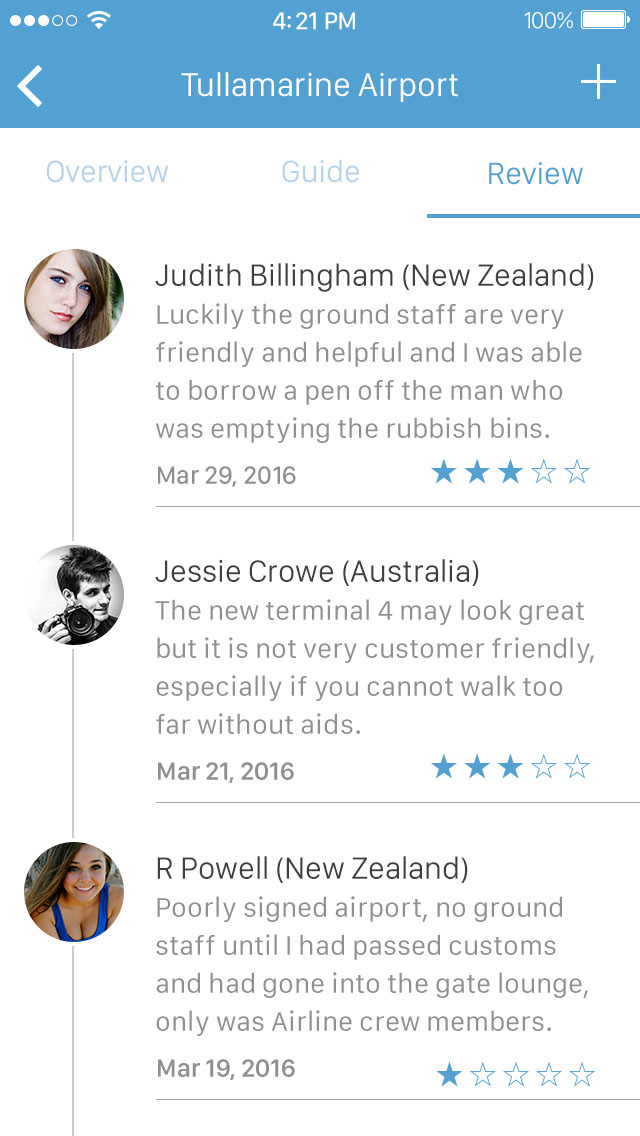 4:21 PM 100%
Tullamarine Airport
Overview Guide Review
Judith Billingham (New Zealand)
Luckily the ground staff are very
friendly and helpful and I was able
to borrow a pen off the man who
was emptying the rubbish bins.
Mar 29, 2016
Jessie Crowe (Australia)
The new terminal 4 may look great
but it is not very customer friendly,
especially if you cannot walk too
far without aids.
Mar 21, 2016
R Powell (New Zealand)
Poorly signed airport, no ground
staff until I had passed customs
and had gone into the gate lounge,
only was Airline crew members.
Mar 19, 2016